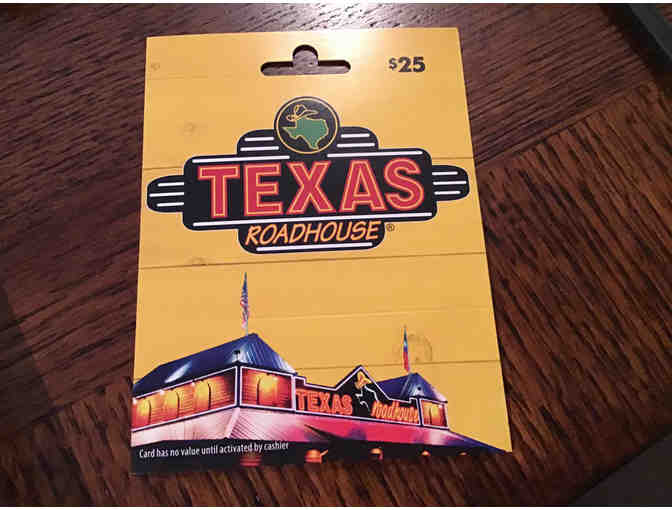 $25
TEXAS
ROADHOUSE®
TEXAS roadhouse
Card has no value until activated by cashier